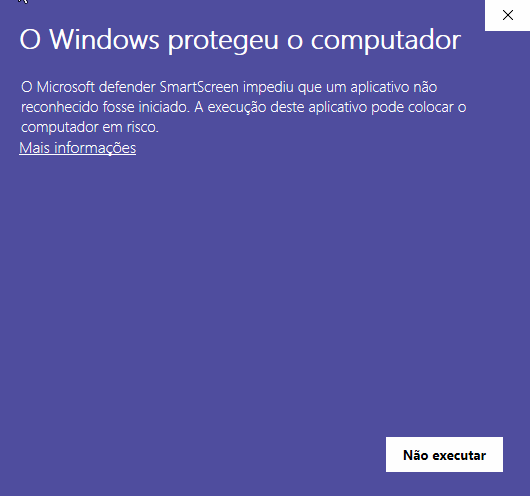 O Windows protegeu o computador
O Microsoft defender SmartScreen impediu que um aplicativo não
reconhecido fosse iniciado. A execução deste aplicativo pode colocar o
computador em risco.
Mais informações
Não executar